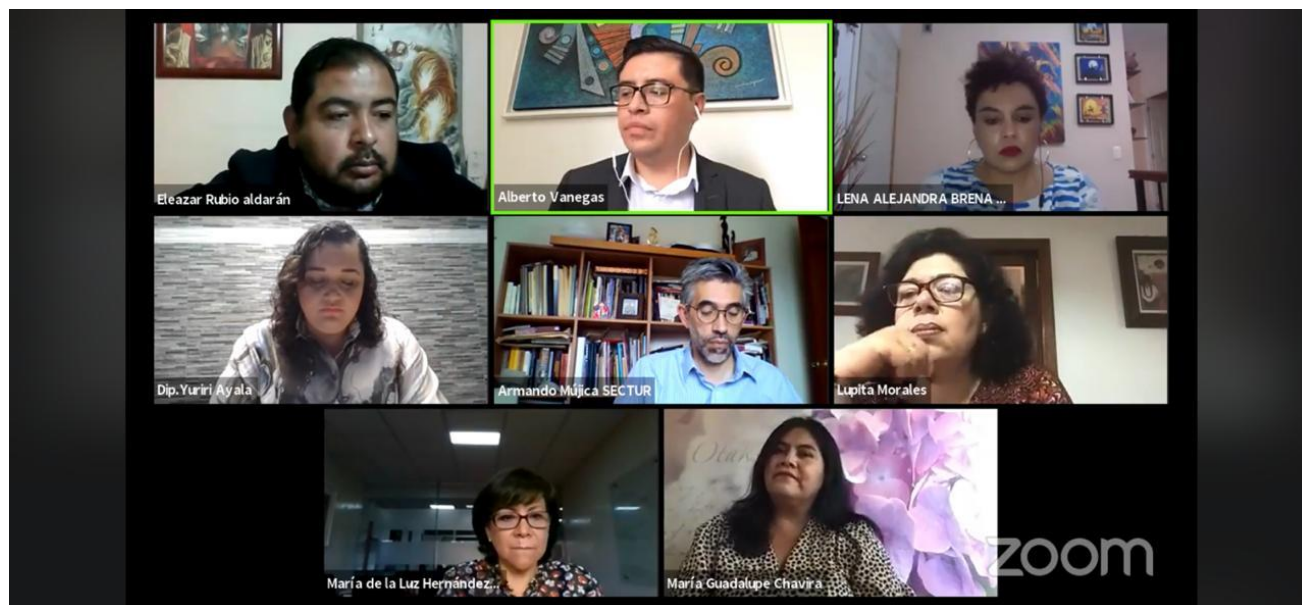 Eleazar Rubio aldarán
Alberto Vanegas
LENA ALEJANDRA BRENA ...
Dip.Yuriri Ayala
Armando Mújica SECTUR
Lupita Morales
María de la Luz Hernández...
María Guadalupe Chavira
zoom